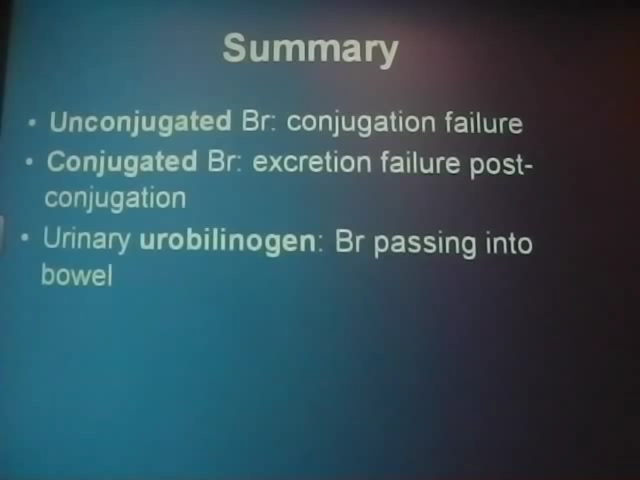 Summary
• Unconjugated Br: conjugation failure
• Conjugated Br: excretion failure post-
conjugation
• Urinary urobilinogen: Br passing into
bowel